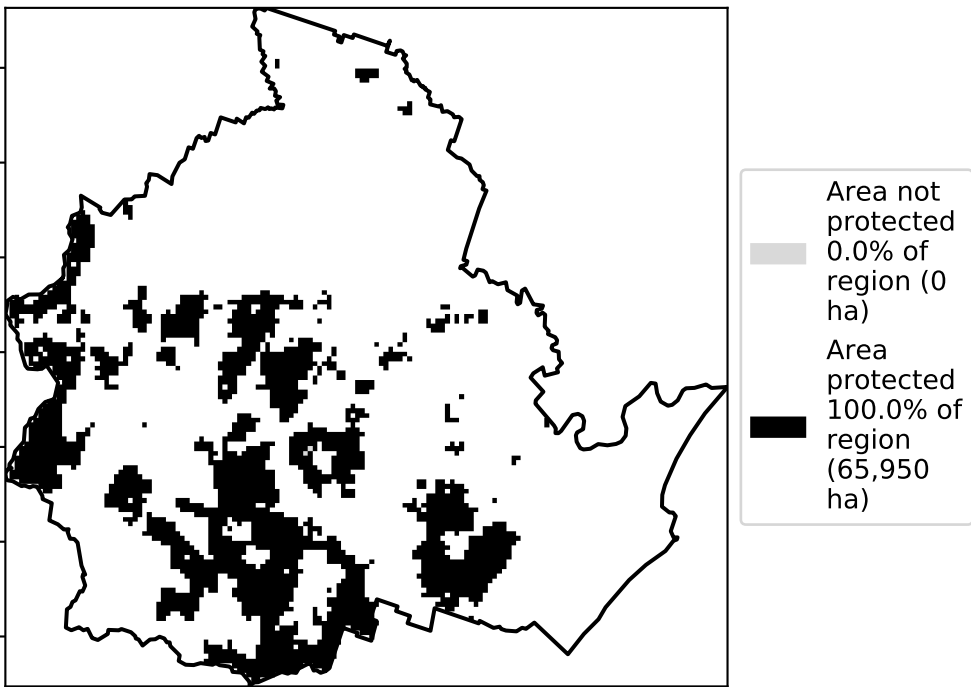 Area not
protected
0.0% of
region (0
ha)
Area
protected
100.0% of
region
(65,950
ha)